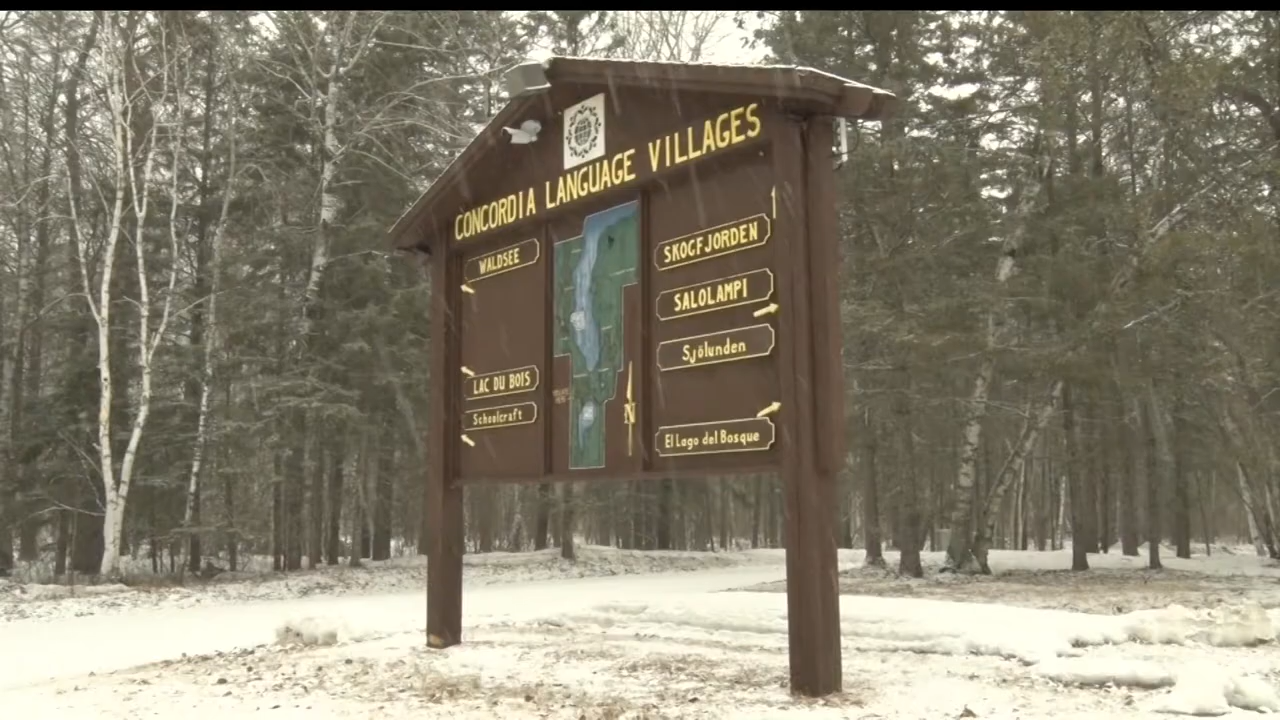 CONCORDIA LANGUAGE VILLAGES
WALDSEE
LAC DU BOIS
Schoolcraft
N
SKOGFJORDEN
SALOLAMPI
Sjölunden
El Lago del Bosque